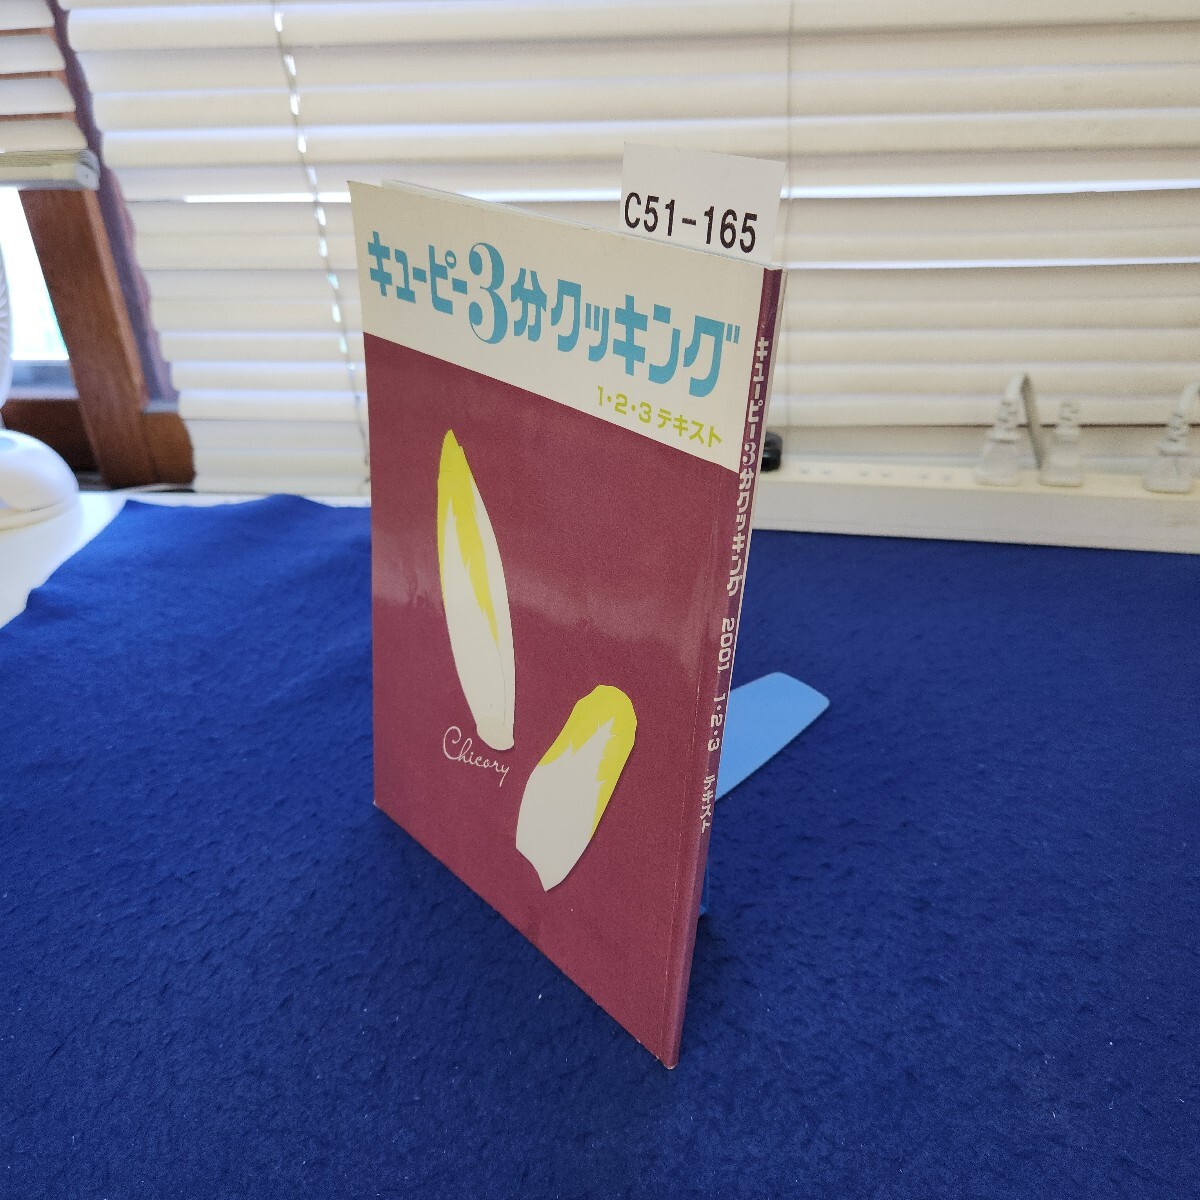 C51-165
キューピー3分クッキング
1・2・3テキスト
Chicory
キューピー3分クッキング 2001 1・2・3 テキスト